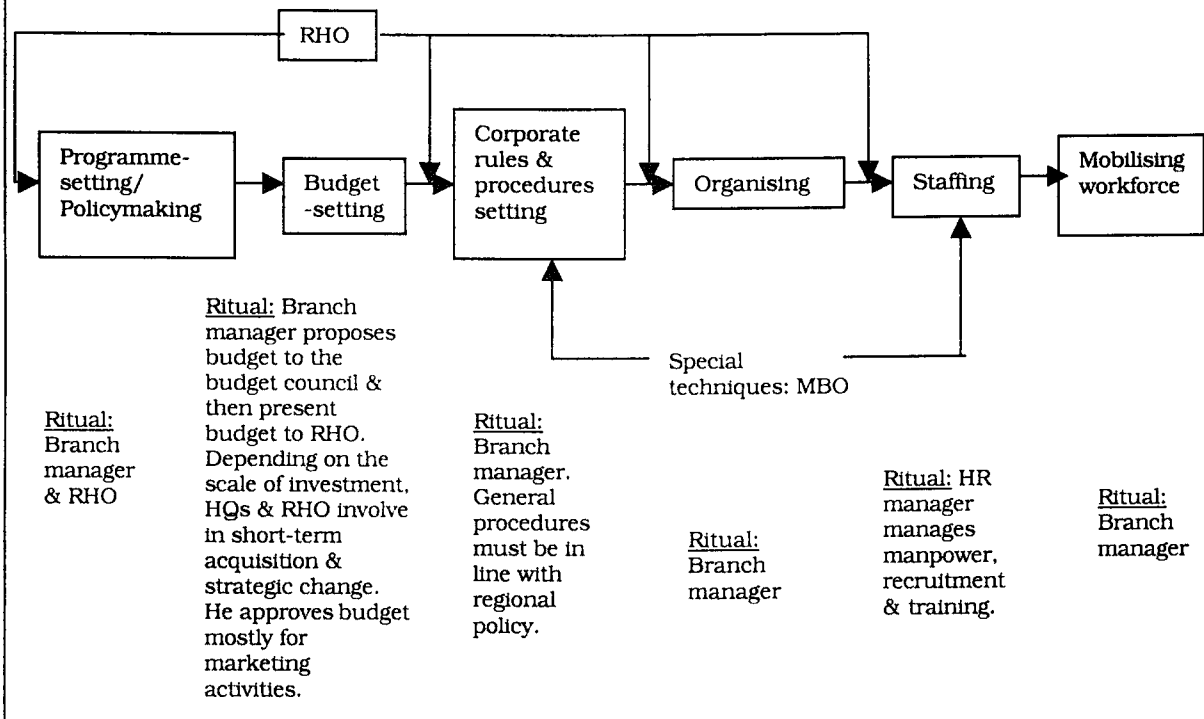 RHO
Programme-
setting/
Policymaking
Budget
-setting
Corporate
rules &
procedures
setting
Organising
Staffing
Mobilising
workforce
Special
techniques: MBO
Ritual:
Branch
manager
& RHO
Ritual: Branch
manager proposes
budget to the
budget council &
then present
budget to RHO.
Depending on the
scale of investment,
HQs & RHO involve
in short-term
acquisition &
strategic change.
He approves budget
mostly for
marketing
activities.
Ritual:
Branch
manager.
General
procedures
must be in
line with
regional
policy.
Ritual:
Branch
manager
Ritual: HR
manager
manages
manpower,
recruitment
& training.
Ritual:
Branch
manager